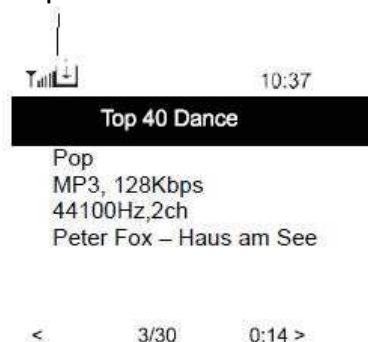 10:37
Top 40 Dance
Pop
MP3, 128Kbps
44100Hz,2ch
Peter Fox – Haus am See
< 3/30 0:14 >